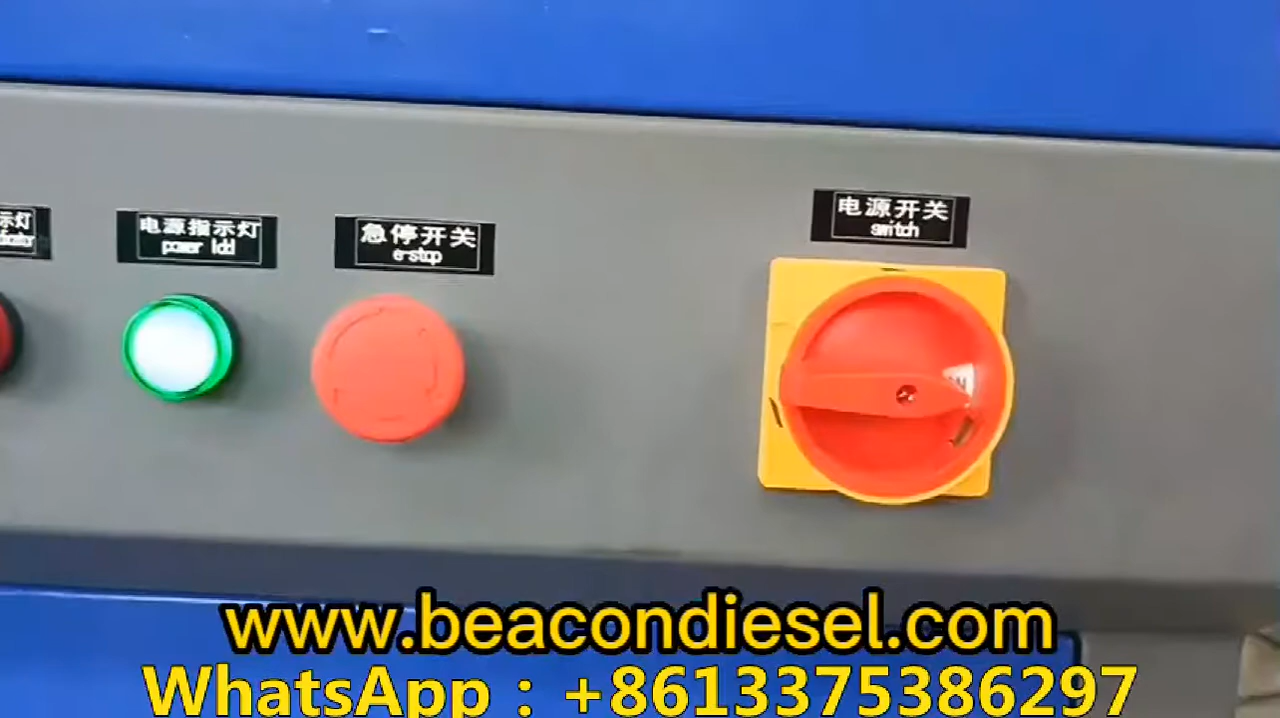 示灯
电源指示灯
power ldd
急停开关
e-stop
电源开关
switch
www.beacondiesel.com
WhatsApp：+8613375386297